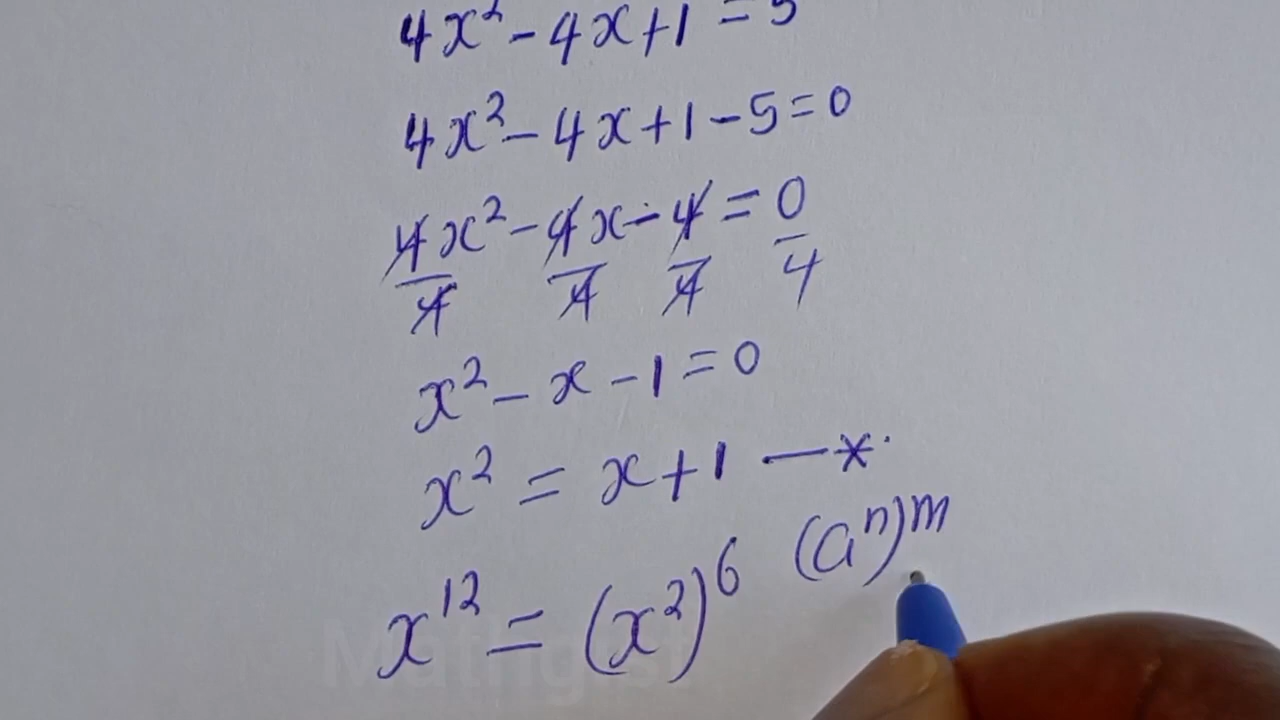 4x² - 4x + 1 = 5
4x² - 4x + 1 - 5 = 0
4x² - 4x - 4 = 0
4 4 4 4
x² - x - 1 = 0
x² = x + 1 — *
x¹² = (x²)⁶ (aⁿ)ᵐ